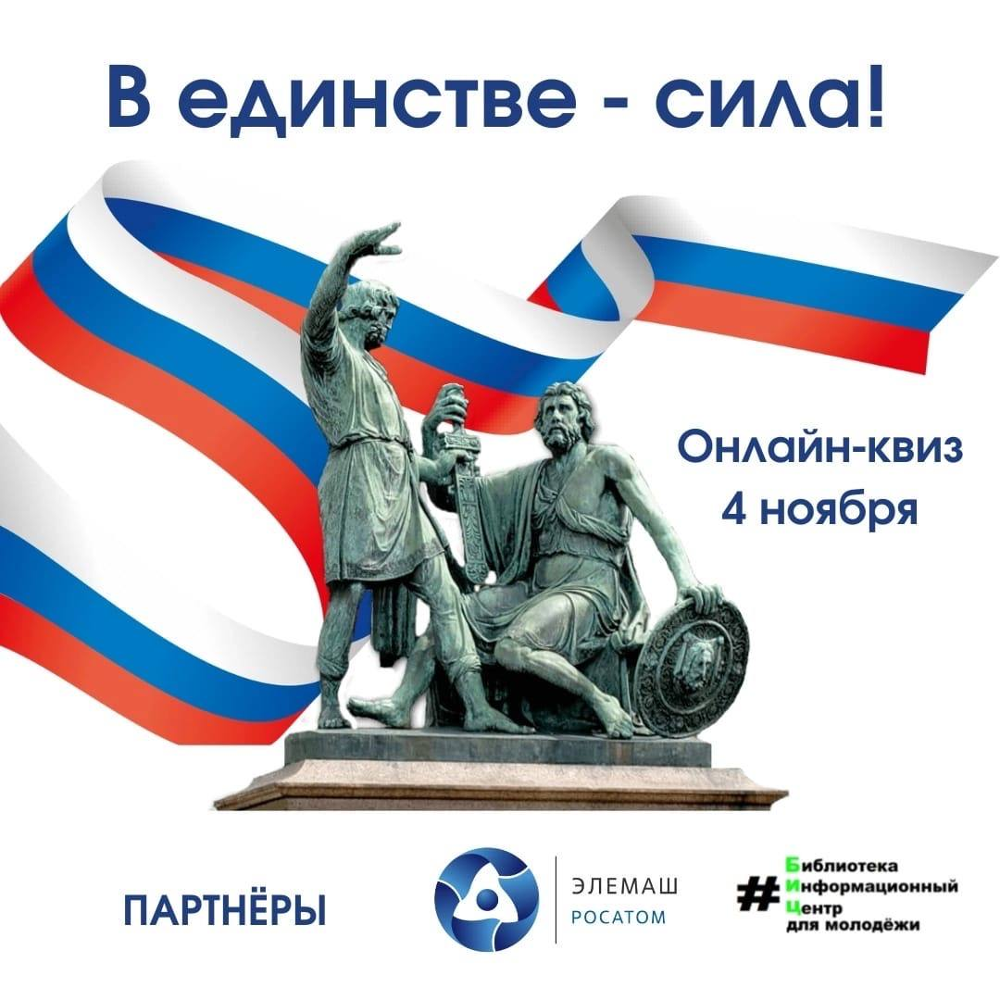 В единстве - сила!
Онлайн-квиз
4 ноября
ПАРТНЁРЫ
ЭЛЕМАШ
РОСАТОМ
#
Библиотека
Информационный
Центр
для молодёжи